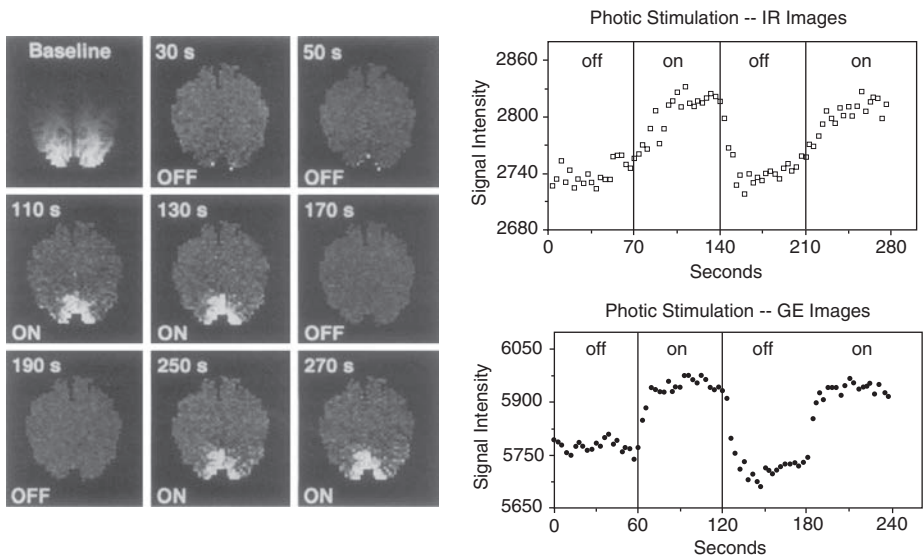 Baseline
30 s
OFF
50 s
OFF
110 s
ON
130 s
ON
170 s
OFF
190 s
OFF
250 s
ON
270 s
ON
Photic Stimulation -- IR Images
2860
2800
2740
2680
Signal Intensity
off
on
off
on
0
70
140
210
280
Seconds
Photic Stimulation -- GE Images
6050
5900
5750
5650
Signal Intensity
off
on
off
on
0
60
120
180
240
Seconds